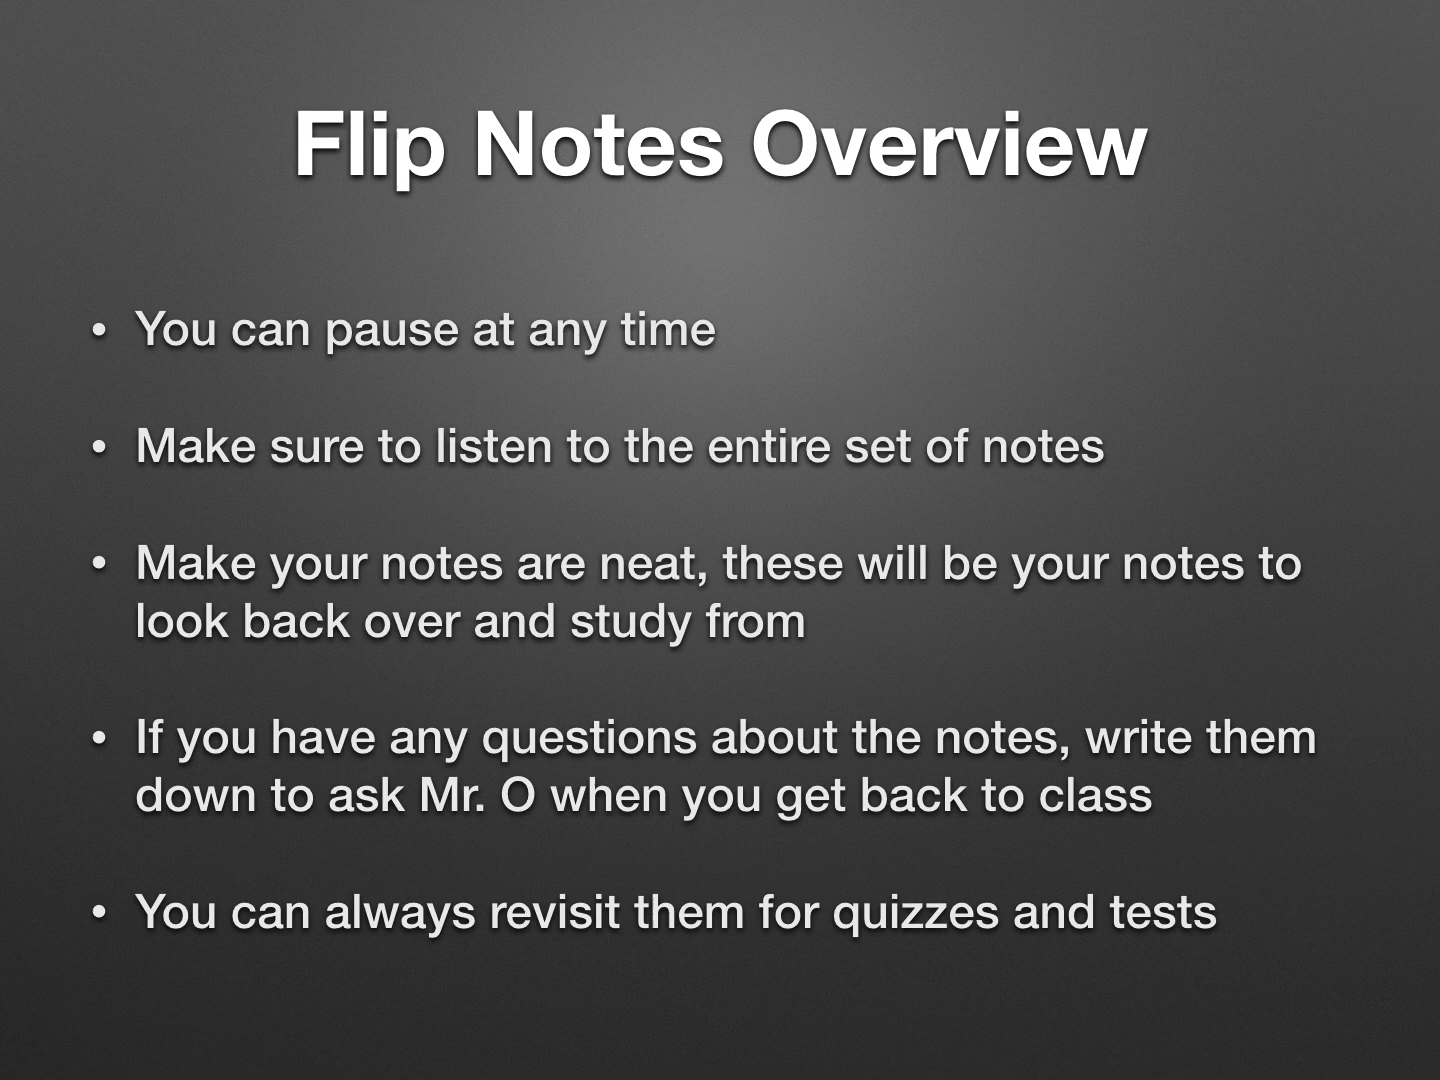 Flip Notes Overview
• You can pause at any time
• Make sure to listen to the entire set of notes
• Make your notes are neat, these will be your notes to
look back over and study from
• If you have any questions about the notes, write them
down to ask Mr. O when you get back to class
• You can always revisit them for quizzes and tests